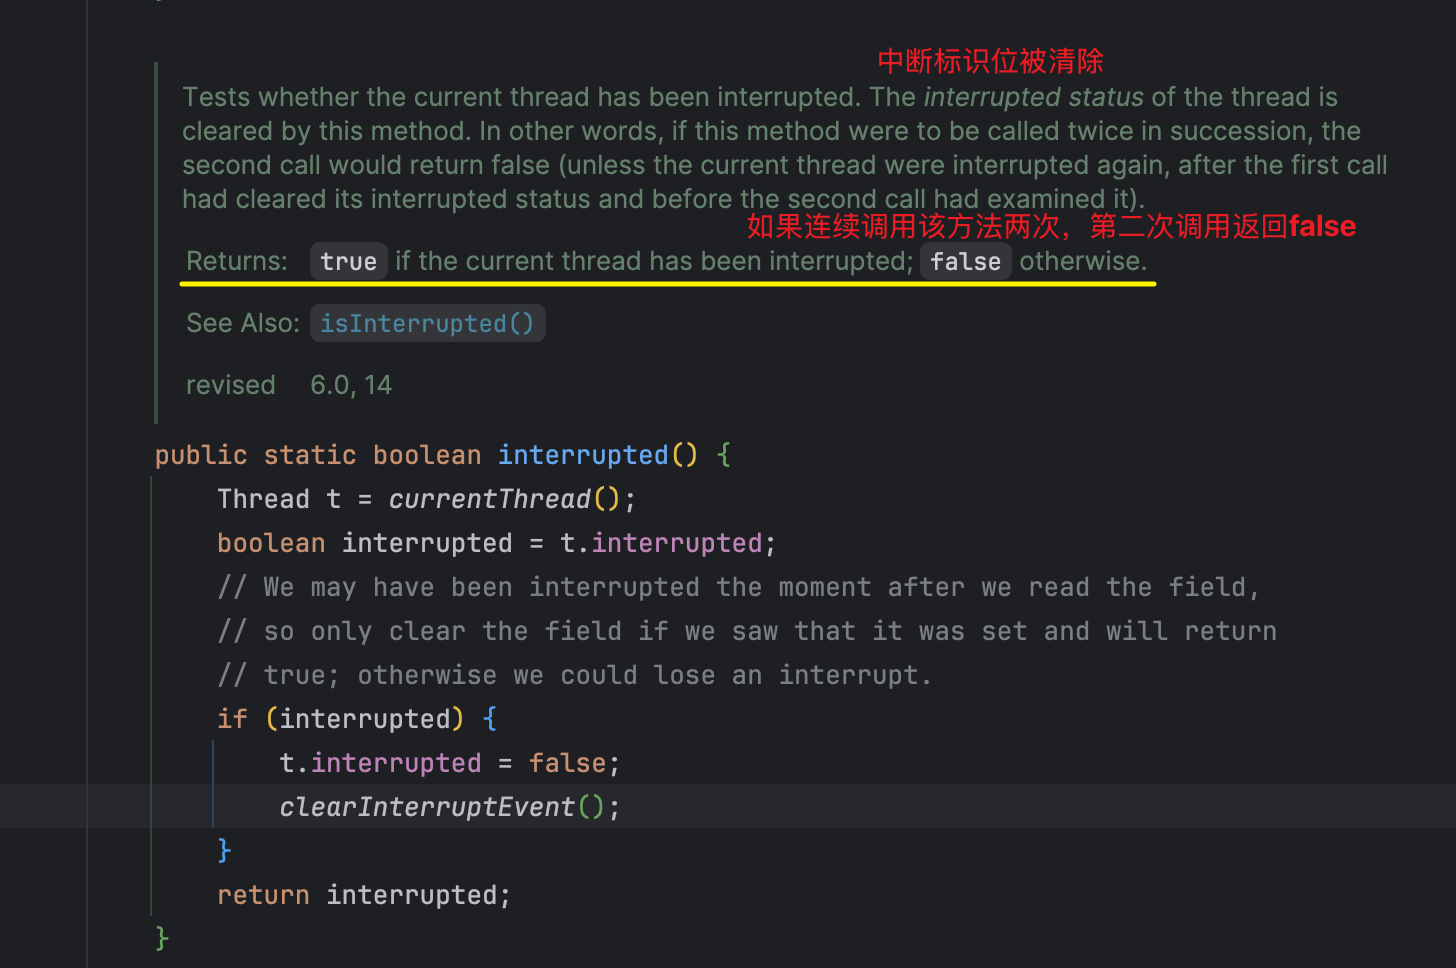 中断标识位被清除
Tests whether the current thread has been interrupted. The interrupted status of the thread is
cleared by this method. In other words, if this method were to be called twice in succession, the
second call would return false (unless the current thread were interrupted again, after the first call
had cleared its interrupted status and before the second call had examined it).
如果连续调用该方法两次，第二次调用返回false
Returns: true if the current thread has been interrupted; false otherwise.
See Also: isInterrupted()
revised 6.0, 14
public static boolean interrupted() {
Thread t = currentThread();
boolean interrupted = t.interrupted;
// We may have been interrupted the moment after we read the field,
// so only clear the field if we saw that it was set and will return
// true; otherwise we could lose an interrupt.
if (interrupted) {
t.interrupted = false;
clearInterruptEvent();
}
return interrupted;
}